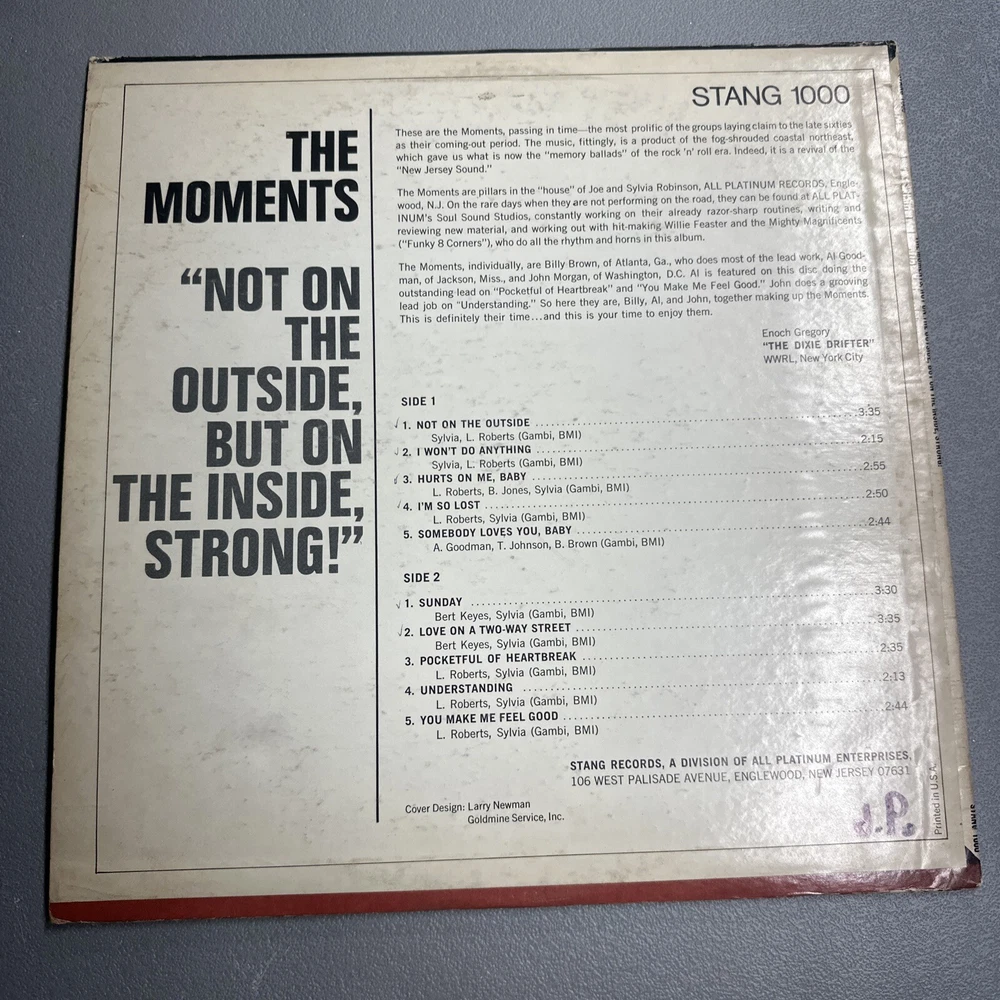 STANG 1000
THE
MOMENTS
“NOT ON
THE
OUTSIDE,
BUT ON
THE INSIDE,
STRONG!”
These are the Moments, passing in time—the most prolific of the groups laying claim to the late sixties
as their coming-out period. The music, fittingly, is a product of the fog-shrouded coastal northeast,
which gave us what is now the "memory ballads" of the rock 'n' roll era. Indeed, it is a revival of the
"New Jersey Sound."
The Moments are pillars in the "house" of Joe and Sylvia Robinson, ALL PLATINUM RECORDS, Engle-
wood, N.J. On the rare days when they are not performing on the road, they can be found at ALL PLAT-
INUM's Soul Sound Studios, constantly working on their already razor-sharp routines, writing and
reviewing new material, and working out with hit-making Willie Feaster and the Mighty Magnificents
("Funky 8 Corners"), who do all the rhythm and horns in this album.
The Moments, individually, are Billy Brown, of Atlanta, Ga., who does most of the lead work, Al Good-
man, of Jackson, Miss., and John Morgan, of Washington, D.C. Al is featured on this disc doing the
outstanding lead on "Pocketful of Heartbreak" and "You Make Me Feel Good." John does a grooving
lead job on "Understanding." So here they are, Billy, Al, and John, together making up the Moments.
This is definitely their time...and this is your time to enjoy them.
Enoch Gregory
"THE DIXIE DRIFTER"
WWRL, New York City
SIDE 1
1. NOT ON THE OUTSIDE 3:35
Sylvia, L. Roberts (Gambi, BMI)
2. I WON'T DO ANYTHING 2:15
Sylvia, L. Roberts (Gambi, BMI)
3. HURTS ON ME, BABY 2:55
L. Roberts, B. Jones, Sylvia (Gambi, BMI)
4. I'M SO LOST 2:50
L. Roberts, Sylvia (Gambi, BMI)
5. SOMEBODY LOVES YOU, BABY 2:44
A. Goodman, T. Johnson, B. Brown (Gambi, BMI)
SIDE 2
1. SUNDAY 3:30
Bert Keyes, Sylvia (Gambi, BMI)
2. LOVE ON A TWO-WAY STREET 3:35
Bert Keyes, Sylvia (Gambi, BMI)
3. POCKETFUL OF HEARTBREAK 2:35
L. Roberts, Sylvia (Gambi, BMI)
4. UNDERSTANDING 2:13
L. Roberts, Sylvia (Gambi, BMI)
5. YOU MAKE ME FEEL GOOD 2:44
L. Roberts, Sylvia (Gambi, BMI)
STANG RECORDS, A DIVISION OF ALL PLATINUM ENTERPRISES,
106 WEST PALISADE AVENUE, ENGLEWOOD, NEW JERSEY 07631
Cover Design: Larry Newman
Goldmine Service, Inc.
J.P.
Printed in U.S.A.
STANG 1000